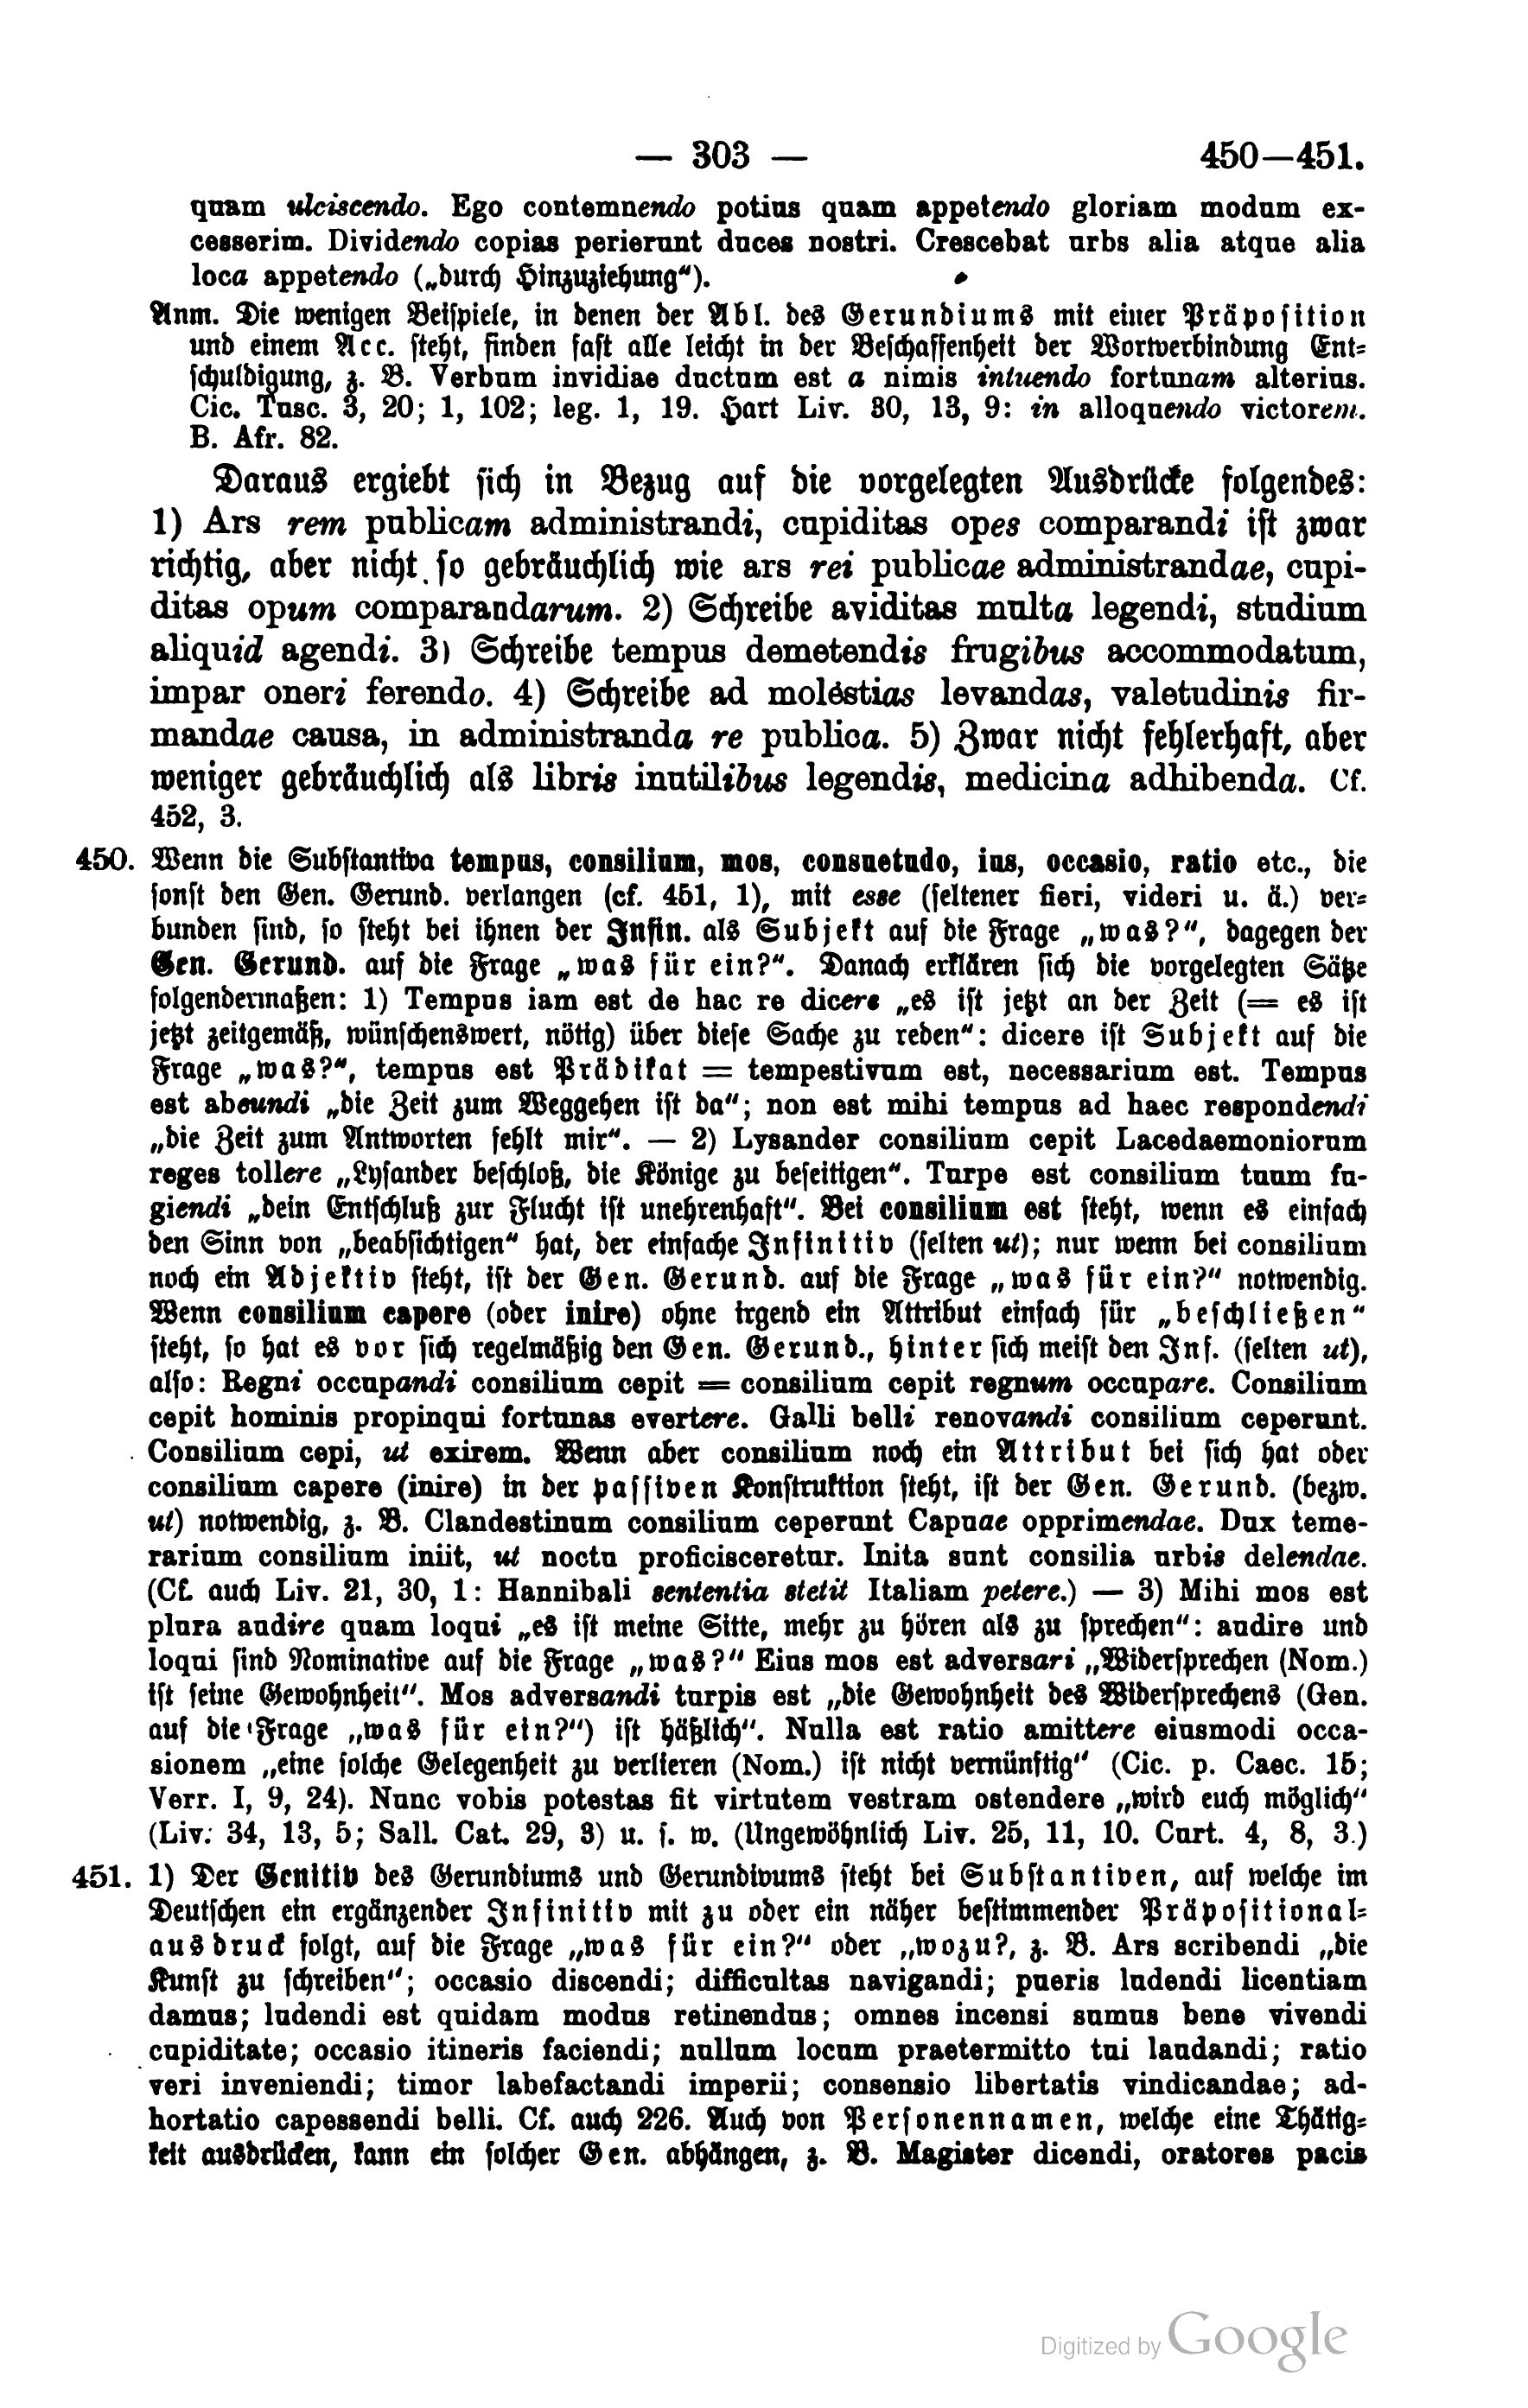 — 303 — 450—451.
quam ulciscendo. Ego contemnendo potius quam appetendo gloriam modum ex-
cesserim. Dividendo copias perierunt duces nostri. Crescebat urbs alia atque alia
loca appetendo („durch Hinzuziehung“).
Anm. Die wenigen Beispiele, in denen der Abl. des Gerundiums mit einer Präposition
und einem Acc. steht, finden fast alle leicht in der Beschaffenheit der Wortverbindung Ent-
schuldigung, z. B. Verbum invidiae ductum est a nimis intuendo fortunam alterius.
Cic. Tusc. 3, 20; 1, 102; leg. 1, 19. Hart Liv. 30, 13, 9: in alloquendo victorem.
B. Afr. 82.
Daraus ergiebt sich in Bezug auf die vorgelegten Ausdrücke folgendes:
1) Ars rem publicam administrandi, cupiditas opes comparandi ist zwar
richtig, aber nicht so gebräuchlich wie ars rei publicae administrandae, cupi-
ditas opum comparandarum. 2) Schreibe aviditas multa legendi, studium
aliquid agendi. 3) Schreibe tempus demetendis frugibus accommodatum,
impar oneri ferendo. 4) Schreibe ad molestias levandas, valetudinis fir-
mandae causa, in administranda re publica. 5) Zwar nicht fehlerhaft, aber
weniger gebräuchlich als libris inutilibus legendis, medicina adhibenda. Cf.
452, 3.
450. Wenn die Substantiva tempus, consilium, mos, consuetudo, ius, occasio, ratio etc., die
sonst den Gen. Gerund. verlangen (cf. 451, 1), mit esse (seltener fieri, videri u. ä.) ver-
bunden sind, so steht bei ihnen der Infin. als Subjekt auf die Frage „was?“, dagegen der
Gen. Gerund. auf die Frage „was für ein?“. Danach erklären sich die vorgelegten Sätze
folgendermaßen: 1) Tempus iam est de hac re dicere „es ist jetzt an der Zeit (= es ist
jetzt zeitgemäß, wünschenswert, nötig) über diese Sache zu reden“: dicere ist Subjekt auf die
Frage „was?“, tempus est Prädikat = tempestivum est, necessarium est. Tempus
est abeundi „die Zeit zum Weggehen ist da“; non est mihi tempus ad haec respondendi
„die Zeit zum Antworten fehlt mir“. — 2) Lysander consilium cepit Lacedaemoniorum
reges tollere „Lysander beschloß, die Könige zu beseitigen“. Turpe est consilium tuum fu-
giendi „dein Entschluß zur Flucht ist unehrenhaft“. Bei consilium est steht, wenn es einfach
den Sinn von „beabsichtigen“ hat, der einfache Infinitiv (selten ut); nur wenn bei consilium
noch ein Adjektiv steht, ist der Gen. Gerund. auf die Frage „was für ein?“ notwendig.
Wenn consilium capere (oder inire) ohne irgend ein Attribut einfach für „beschließen“
steht, so hat es vor sich regelmäßig den Gen. Gerund., hinter sich meist den Inf. (selten ut),
also: Regni occupandi consilium cepit = consilium cepit regnum occupare. Consilium
cepit hominis propinqui fortunas evertere. Galli belli renovandi consilium ceperunt.
Consilium cepi, ut exirem. Wenn aber consilium noch ein Attribut bei sich hat oder
consilium capere (inire) in der passiven Konstruktion steht, ist der Gen. Gerund. (bezw.
ut) notwendig, z. B. Clandestinum consilium ceperunt Capuae opprimendae. Dux teme-
rarium consilium iniit, ut noctu proficisceretur. Inita sunt consilia urbis delendae.
(Cf. auch Liv. 21, 30, 1: Hannibali sententia stetit Italiam petere.) — 3) Mihi mos est
plura audire quam loqui „es ist meine Sitte, mehr zu hören als zu sprechen“: audire und
loqui sind Nominative auf die Frage „was?“ Eius mos est adversari „Widersprechen (Nom.)
ist seine Gewohnheit“. Mos adversandi turpis est „die Gewohnheit des Widersprechens (Gen.
auf die Frage „was für ein?“) ist häßlich“. Nulla est ratio amittere eiusmodi occa-
sionem „eine solche Gelegenheit zu verlieren (Nom.) ist nicht vernünftig“ (Cic. p. Caec. 15;
Verr. I, 9, 24). Nunc vobis potestas fit virtutem vestram ostendere „wird euch möglich“
(Liv. 34, 13, 5; Sall. Cat. 29, 3) u. s. w. (Ungewöhnlich Liv. 25, 11, 10. Curt. 4, 8, 3.)
451. 1) Der Genitiv des Gerundiums und Gerundivums steht bei Substantiven, auf welche im
Deutschen ein ergänzender Infinitiv mit zu oder ein näher bestimmender Präpositional-
ausdruck folgt, auf die Frage „was für ein?“ oder „wozu?, z. B. Ars scribendi „die
Kunst zu schreiben“; occasio discendi; difficultas navigandi; pueris ludendi licentiam
damus; ludendi est quidam modus retinendus; omnes incensi sumus bene vivendi
cupiditate; occasio itineris faciendi; nullum locum praetermitto tui laudandi; ratio
veri inveniendi; timor labefactandi imperii; consensio libertatis vindicandae; ad-
hortatio capessendi belli. Cf. auch 226. Auch von Personennamen, welche eine Thätig-
keit ausdrücken, kann ein solcher Gen. abhängen, z. B. Magister dicendi, oratores pacis
Digitized by Google